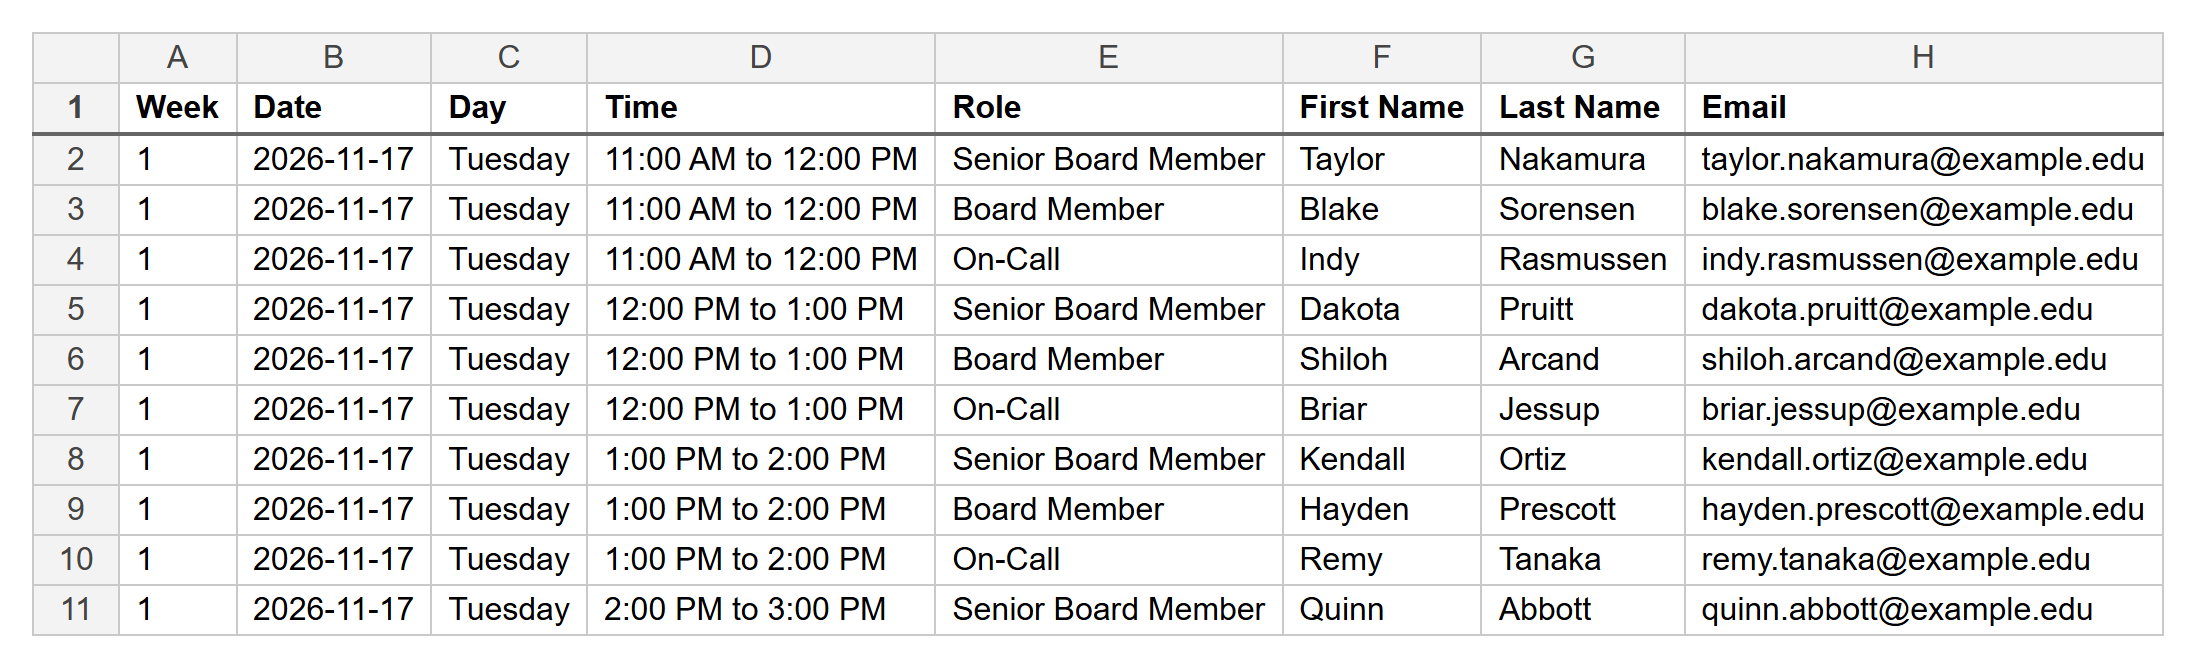 A B C D E F G H
1 Week Date Day Time Role First Name Last Name Email
2 1 2026-11-17 Tuesday 11:00 AM to 12:00 PM Senior Board Member Taylor Nakamura taylor.nakamura@example.edu
3 1 2026-11-17 Tuesday 11:00 AM to 12:00 PM Board Member Blake Sorensen blake.sorensen@example.edu
4 1 2026-11-17 Tuesday 11:00 AM to 12:00 PM On-Call Indy Rasmussen indy.rasmussen@example.edu
5 1 2026-11-17 Tuesday 12:00 PM to 1:00 PM Senior Board Member Dakota Pruitt dakota.pruitt@example.edu
6 1 2026-11-17 Tuesday 12:00 PM to 1:00 PM Board Member Shiloh Arcand shiloh.arcand@example.edu
7 1 2026-11-17 Tuesday 12:00 PM to 1:00 PM On-Call Briar Jessup briar.jessup@example.edu
8 1 2026-11-17 Tuesday 1:00 PM to 2:00 PM Senior Board Member Kendall Ortiz kendall.ortiz@example.edu
9 1 2026-11-17 Tuesday 1:00 PM to 2:00 PM Board Member Hayden Prescott hayden.prescott@example.edu
10 1 2026-11-17 Tuesday 1:00 PM to 2:00 PM On-Call Remy Tanaka remy.tanaka@example.edu
11 1 2026-11-17 Tuesday 2:00 PM to 3:00 PM Senior Board Member Quinn Abbott quinn.abbott@example.edu